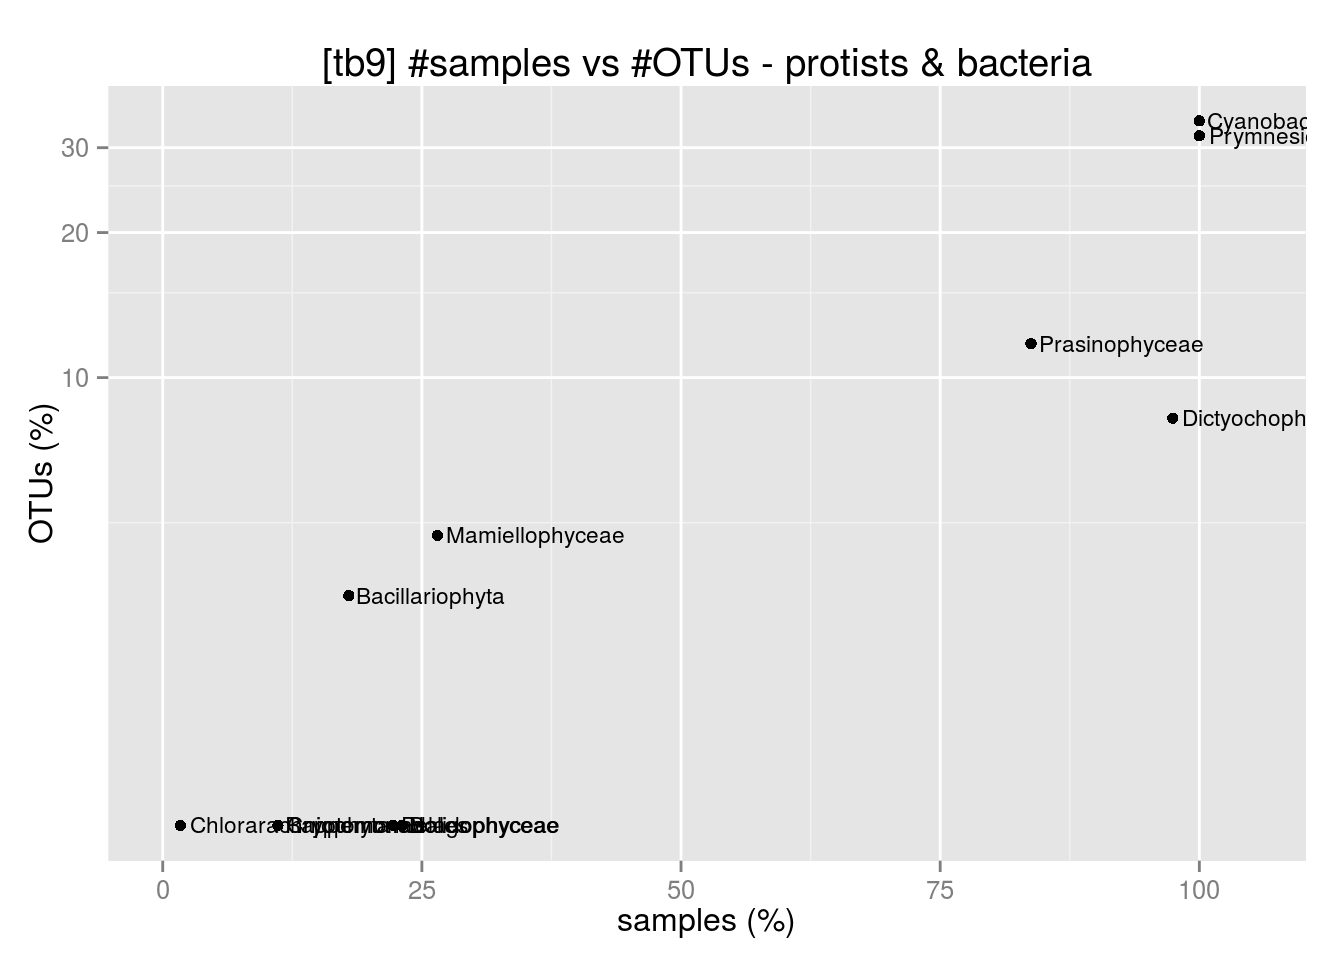 [tb9] #samples vs #OTUs - protists & bacteria
Cyanobac
Prymnesi
30
20
Prasinophyceae
10
Dictyochoph
OTUs (%)
Mamiellophyceae
Bacillariophyta
0
25
50
75
100
samples (%)